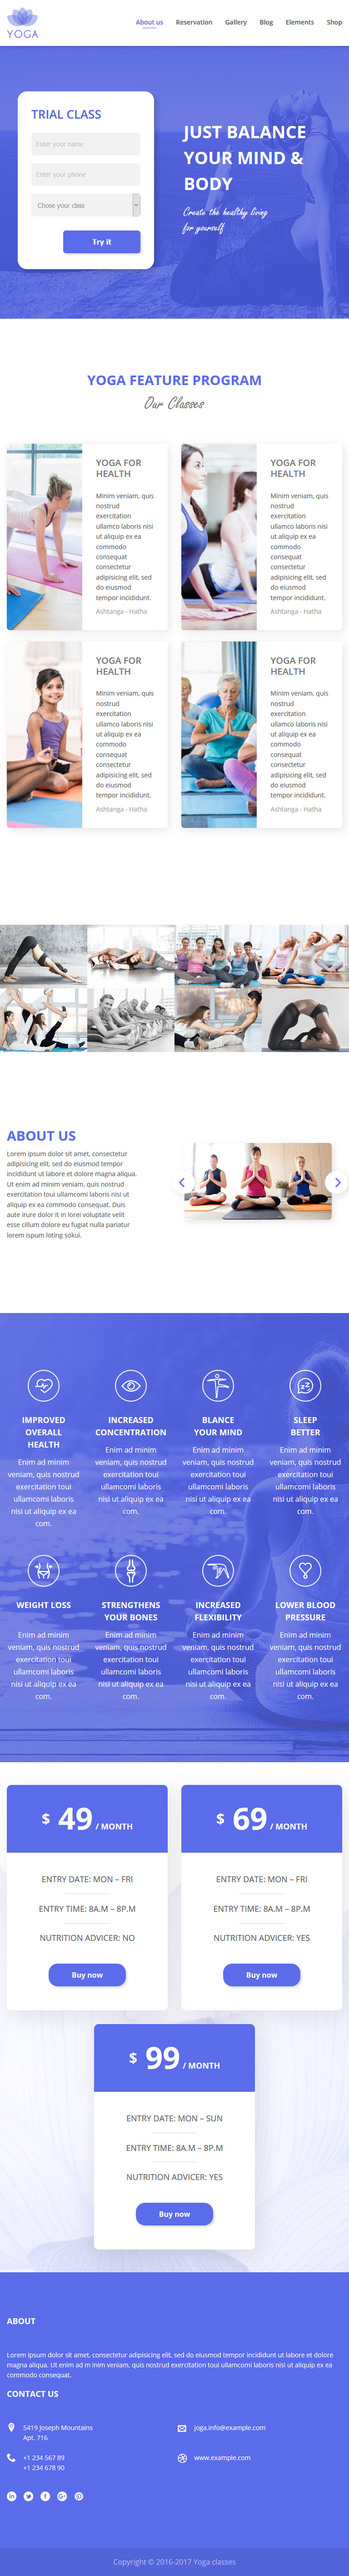 YOGA
About us Reservation Gallery Blog Elements Shop
TRIAL CLASS
Enter your name
Enter your phone
Chose your class
Try it
JUST BALANCE
YOUR MIND &
BODY
Create the healthy living
for yourself
YOGA FEATURE PROGRAM
Our Classes
YOGA FOR
HEALTH
Minim veniam, quis
nostrud
exercitation
ullamco laboris nisi
ut aliquip ex ea
commodo
consequat
consectetur
adipisicing elit, sed
do eiusmod
tempor incididunt.
Ashtanga - Hatha
YOGA FOR
HEALTH
Minim veniam, quis
nostrud
exercitation
ullamco laboris nisi
ut aliquip ex ea
commodo
consequat
consectetur
adipisicing elit, sed
do eiusmod
tempor incididunt.
Ashtanga - Hatha
YOGA FOR
HEALTH
Minim veniam, quis
nostrud
exercitation
ullamco laboris nisi
ut aliquip ex ea
commodo
consequat
consectetur
adipisicing elit, sed
do eiusmod
tempor incididunt.
Ashtanga - Hatha
YOGA FOR
HEALTH
Minim veniam, quis
nostrud
exercitation
ullamco laboris nisi
ut aliquip ex ea
commodo
consequat
consectetur
adipisicing elit, sed
do eiusmod
tempor incididunt.
Ashtanga - Hatha
ABOUT US
Lorem ipsum dolor sit amet, consectetur
adipisicing elit, sed do eiusmod tempor
incididunt ut labore et dolore magna aliqua.
Ut enim ad minim veniam, quis nostrud
exercitation toui ullamcomi laboris nisi ut
aliquip ex ea commodo consequat. Duis
aute irure dolor it in lorei voluptate velit
esse cillum dolore eu fugiat nulla pariatur
lorem ipsum loting sokui.
IMPROVED
OVERALL
HEALTH
Enim ad minim
veniam, quis nostrud
exercitation toui
ullamcomi laboris
nisi ut aliquip ex ea
com.
INCREASED
CONCENTRATION
Enim ad minim
veniam, quis nostrud
exercitation toui
ullamcomi laboris
nisi ut aliquip ex ea
com.
BLANCE
YOUR MIND
Enim ad minim
veniam, quis nostrud
exercitation toui
ullamcomi laboris
nisi ut aliquip ex ea
com.
SLEEP
BETTER
Enim ad minim
veniam, quis nostrud
exercitation toui
ullamcomi laboris
nisi ut aliquip ex ea
com.
WEIGHT LOSS
Enim ad minim
veniam, quis nostrud
exercitation toui
ullamcomi laboris
nisi ut aliquip ex ea
com.
STRENGTHENS
YOUR BONES
Enim ad minim
veniam, quis nostrud
exercitation toui
ullamcomi laboris
nisi ut aliquip ex ea
com.
INCREASED
FLEXIBILITY
Enim ad minim
veniam, quis nostrud
exercitation toui
ullamcomi laboris
nisi ut aliquip ex ea
com.
LOWER BLOOD
PRESSURE
Enim ad minim
veniam, quis nostrud
exercitation toui
ullamcomi laboris
nisi ut aliquip ex ea
com.
$ 49 / MONTH
ENTRY DATE: MON – FRI
ENTRY TIME: 8A.M – 8P.M
NUTRITION ADVICER: NO
Buy now
$ 69 / MONTH
ENTRY DATE: MON – FRI
ENTRY TIME: 8A.M – 8P.M
NUTRITION ADVICER: YES
Buy now
$ 99 / MONTH
ENTRY DATE: MON – SUN
ENTRY TIME: 8A.M – 8P.M
NUTRITION ADVICER: YES
Buy now
ABOUT
Lorem ipsum dolor sit amet, consectetur adipisicing elit, sed do eiusmod tempor incididunt ut labore et dolore
magna aliqua. Ut enim ad m inim veniam, quis nostrud exercitation toui ullamcomi laboris nisi ut aliquip ex ea
commodo consequat.
CONTACT US
5419 Joseph Mountains
Apt. 716
joga.info@example.com
+1 234 567 89
+1 234 678 90
www.example.com
Copyright © 2016-2017 Yoga classes